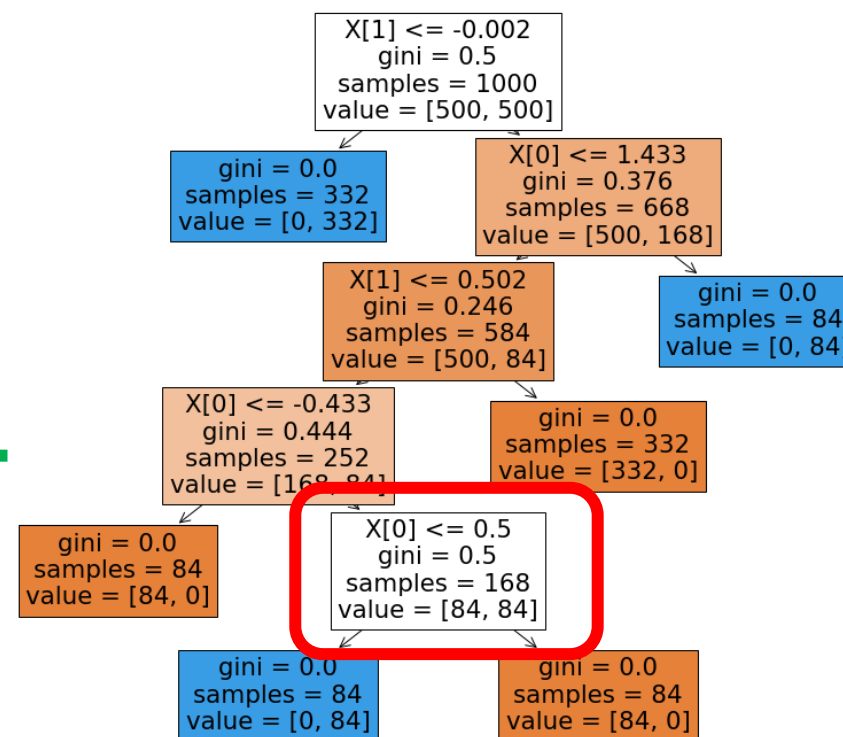 X[1] <= -0.002
gini = 0.5
samples = 1000
value = [500, 500]
gini = 0.0
samples = 332
value = [0, 332]
X[0] <= 1.433
gini = 0.376
samples = 668
value = [500, 168]
X[1] <= 0.502
gini = 0.246
samples = 584
value = [500, 84]
gini = 0.0
samples = 84
value = [0, 84
X[0] <= -0.433
gini = 0.444
samples = 252
value = [168, 84]
gini = 0.0
samples = 332
value = [332, 0]
gini = 0.0
samples = 84
value = [84, 0]
X[0] <= 0.5
gini = 0.5
samples = 168
value = [84, 84]
gini = 0.0
samples = 84
value = [0, 84]
gini = 0.0
samples = 84
value = [84, 0]